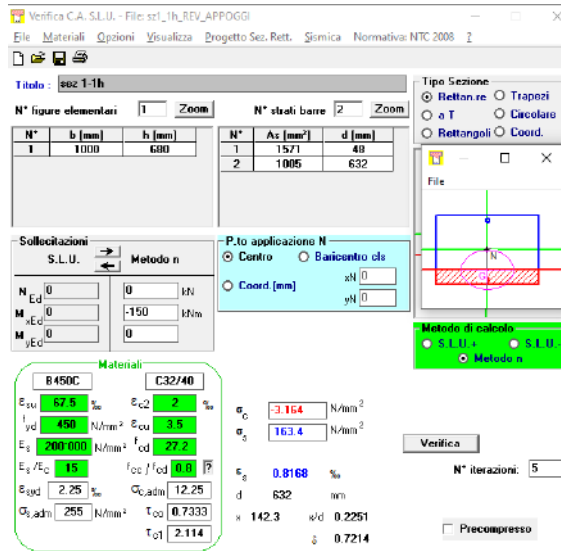 Verifica C.A. S.L.U. - File: sz1_1h_REV_APPOGGI
File Materiali Opzioni Visualizza Progetto Sez. Rett. Sismica Normativa: NTC 2008 ?
Titolo : sez 1-1h
N° figure elementari 1 Zoom
N° strati barre 2 Zoom
N° b [mm] h [mm]
1 1000 680
N° As [mm²] d [mm]
1 1571 48
2 1005 632
Tipo Sezione
Rettan.re Trapezi
a T Circolare
Rettangoli Coord.
File
N
Sollecitazioni
S.L.U. Metodo n
N Ed 0 0 kN
M xEd 0 -150 kNm
M yEd 0 0
P.to applicazione N
Centro Baricentro cls
Coord.[mm] xN 0
yN 0
Metodo di calcolo
S.L.U.+ S.L.U.-
Metodo n
Materiali
B450C C32/40
εsu 67.5 ‰ εc2 2 ‰
fyd 450 N/mm² εcu 3.5
Es 200'000 N/mm² fcd 27.2
Es/Ec 15 fcc/fcd 0.8 ?
εsyd 2.25 ‰ σc,adm 12.25
σs,adm 255 N/mm² τco 0.7333
τc1 2.114
σc -3.164 N/mm²
σs 163.4 N/mm²
εs 0.8168 ‰
d 632 mm
x 142.3 x/d 0.2251
δ 0.7214
Verifica
N° iterazioni: 5
Precompresso